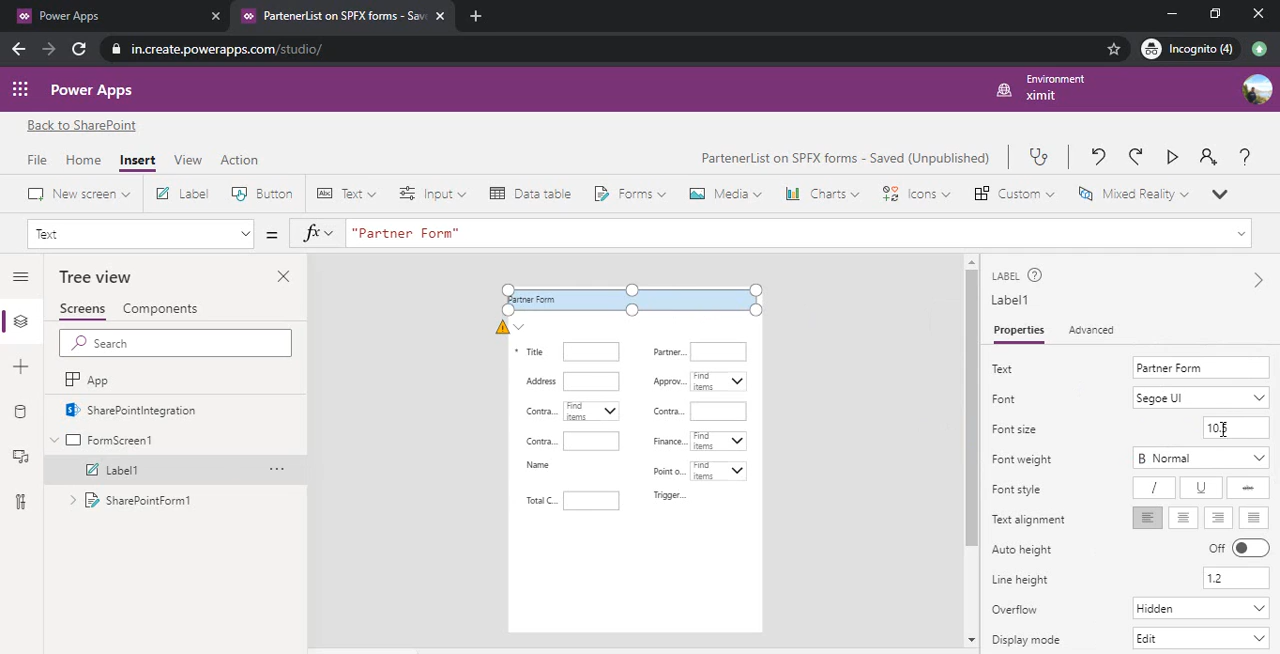 Power Apps
PartenerList on SPFX forms - Sav
in.create.powerapps.com/studio/
Incognito (4)
Power Apps
Environment
ximit
Back to SharePoint
File Home Insert View Action
PartenerList on SPFX forms - Saved (Unpublished)
New screen Label Button Text Input Data table Forms Media Charts Icons Custom Mixed Reality
Text = fx "Partner Form"
Tree view
Screens Components
Search
App
SharePointIntegration
FormScreen1
Label1
SharePointForm1
Partner Form
* Title
Partner...
Address
Approv...
Find items
Contra...
Find items
Contra...
Contra...
Finance...
Find items
Name
Point o...
Find items
Total C...
Trigger...
LABEL
Label1
Properties Advanced
Text Partner Form
Font Segoe UI
Font size
Font weight B Normal
Font style / U abc
Text alignment
Auto height Off
Line height 1.2
Overflow Hidden
Display mode Edit